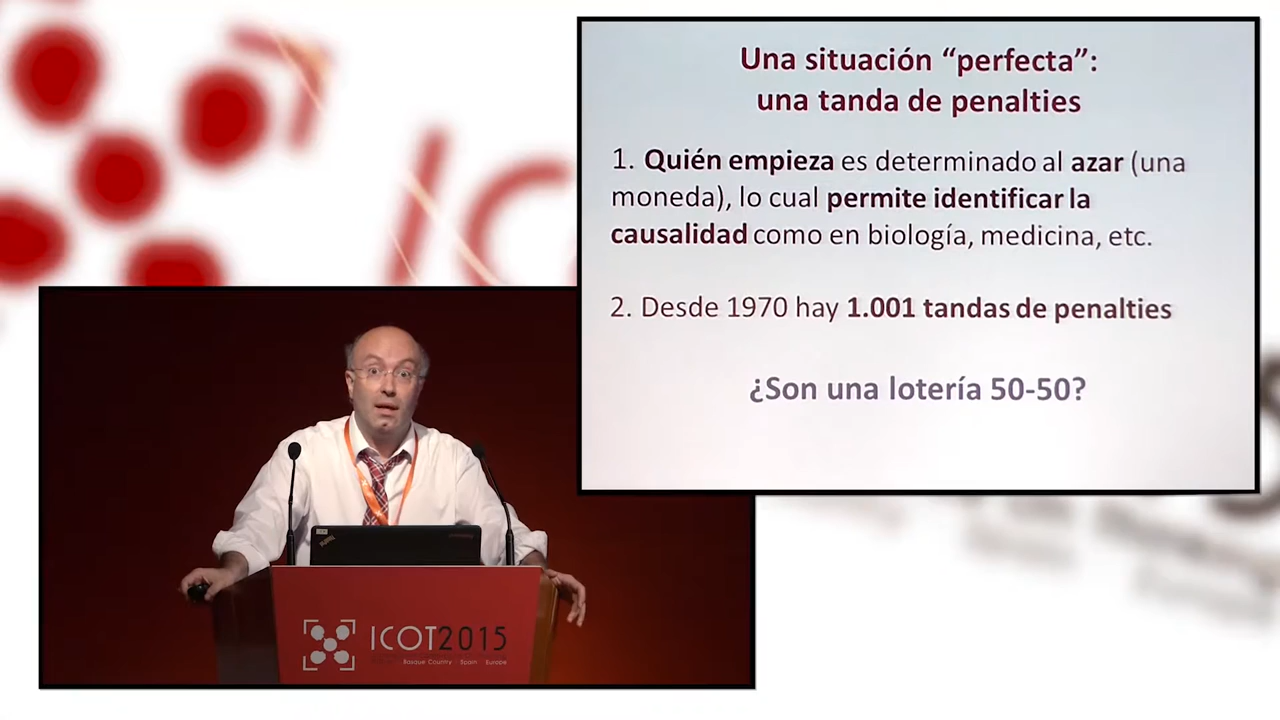 Una situación “perfecta”:
una tanda de penalties
1. Quién empieza es determinado al azar (una
moneda), lo cual permite identificar la
causalidad como en biología, medicina, etc.
2. Desde 1970 hay 1.001 tandas de penalties
¿Son una lotería 50-50?
ICOT2015
Basque Country Spain Europe